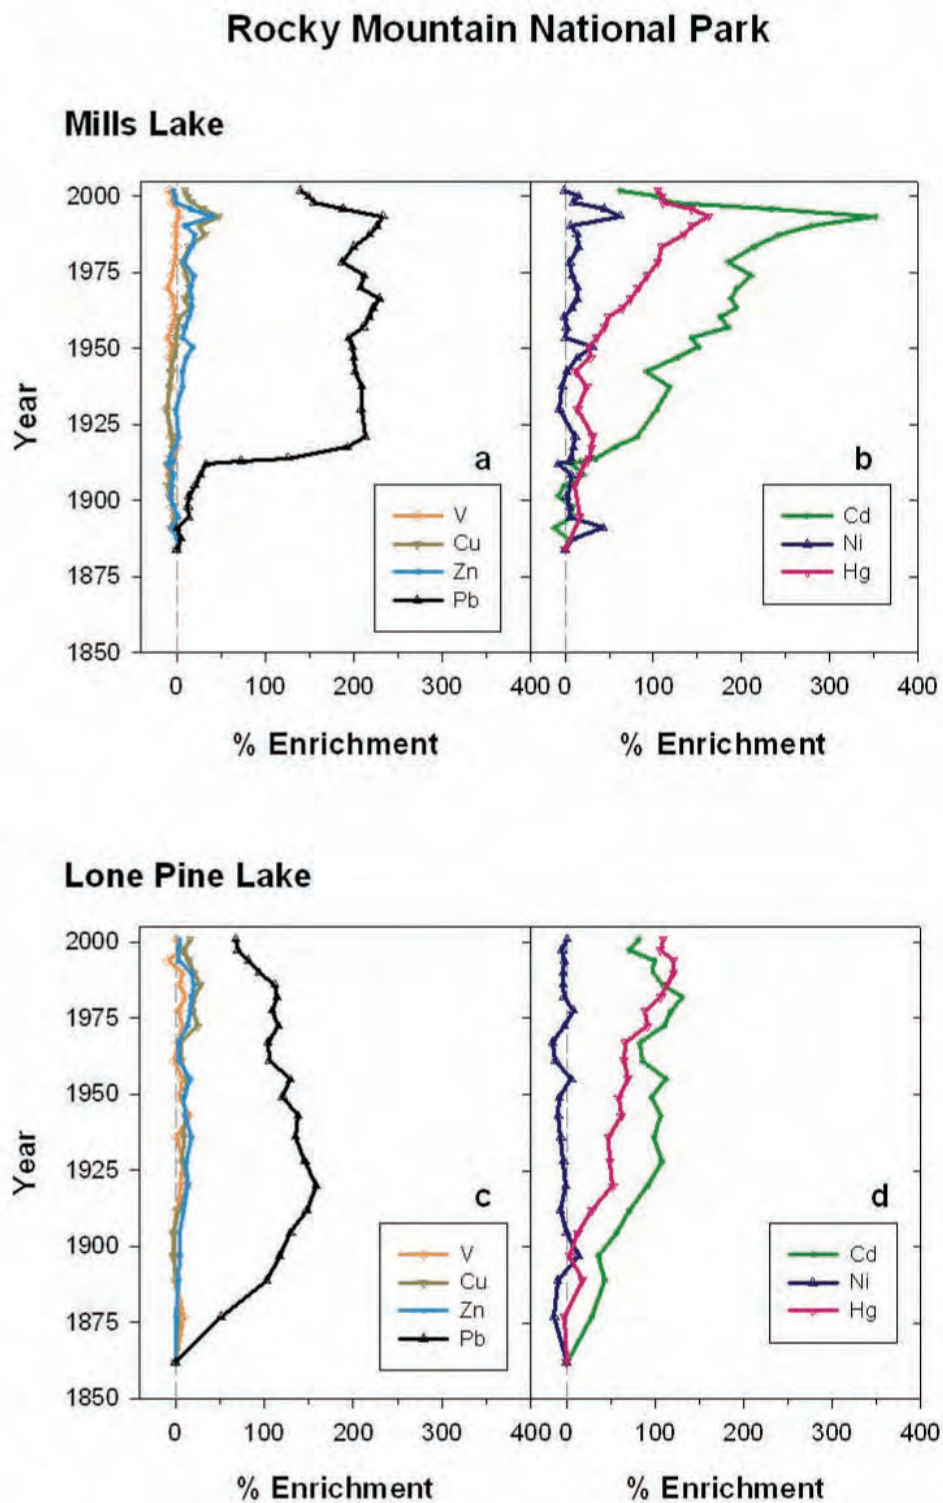 Rocky Mountain National Park
Mills Lake
2000
1975
1950
1925
1900
1875
1850
Year
a
V
Cu
Zn
Pb
0 100 200 300 400
% Enrichment
b
Cd
Ni
Hg
0 100 200 300 400
% Enrichment
Lone Pine Lake
2000
1975
1950
1925
1900
1875
1850
Year
c
V
Cu
Zn
Pb
0 100 200 300 400
% Enrichment
d
Cd
Ni
Hg
0 100 200 300 400
% Enrichment